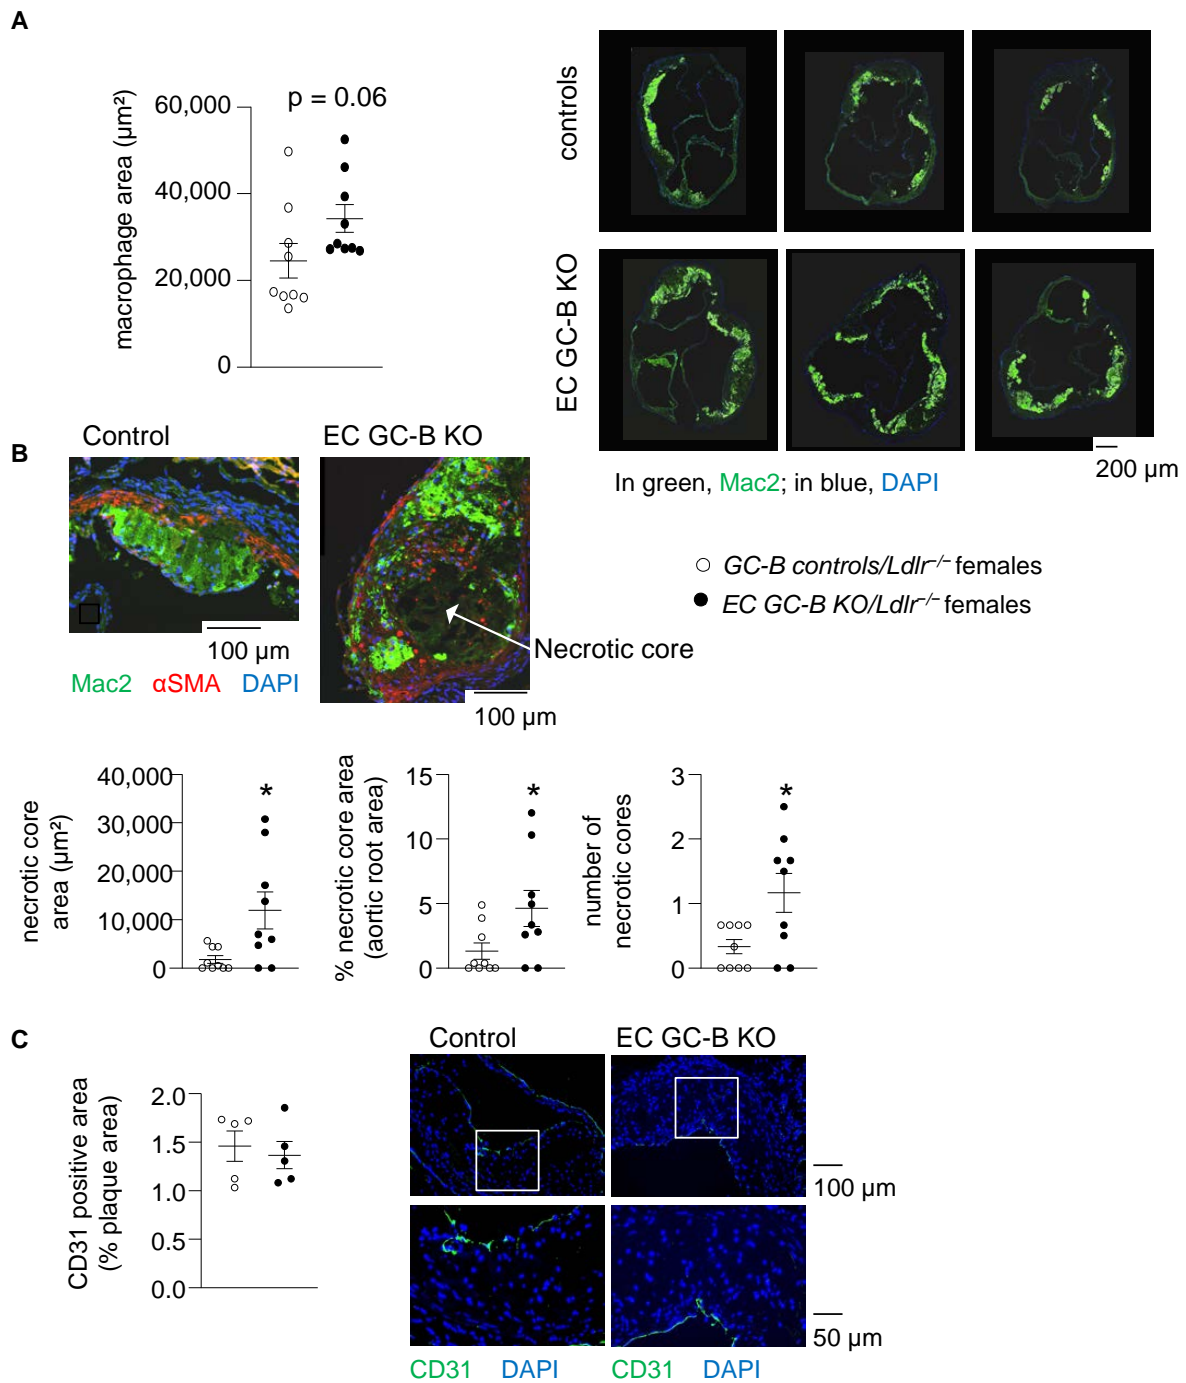 A
macrophage area (µm²)
60,000
40,000
20,000
0
p = 0.06
controls
EC GC-B KO
200 µm
In green, Mac2; in blue, DAPI
B
Control
EC GC-B KO
100 µm
Mac2 αSMA DAPI
Necrotic core
100 µm
GC-B controls/Ldlr⁻/⁻ females
EC GC-B KO/Ldlr⁻/⁻ females
necrotic core
area (µm²)
40,000
30,000
20,000
10,000
0
*
% necrotic core area
(aortic root area)
15
10
5
0
*
number of
necrotic cores
3
2
1
0
*
C
CD31 positive area
(% plaque area)
2.0
1.5
1.0
0.5
0.0
Control
EC GC-B KO
100 µm
50 µm
CD31 DAPI
CD31 DAPI